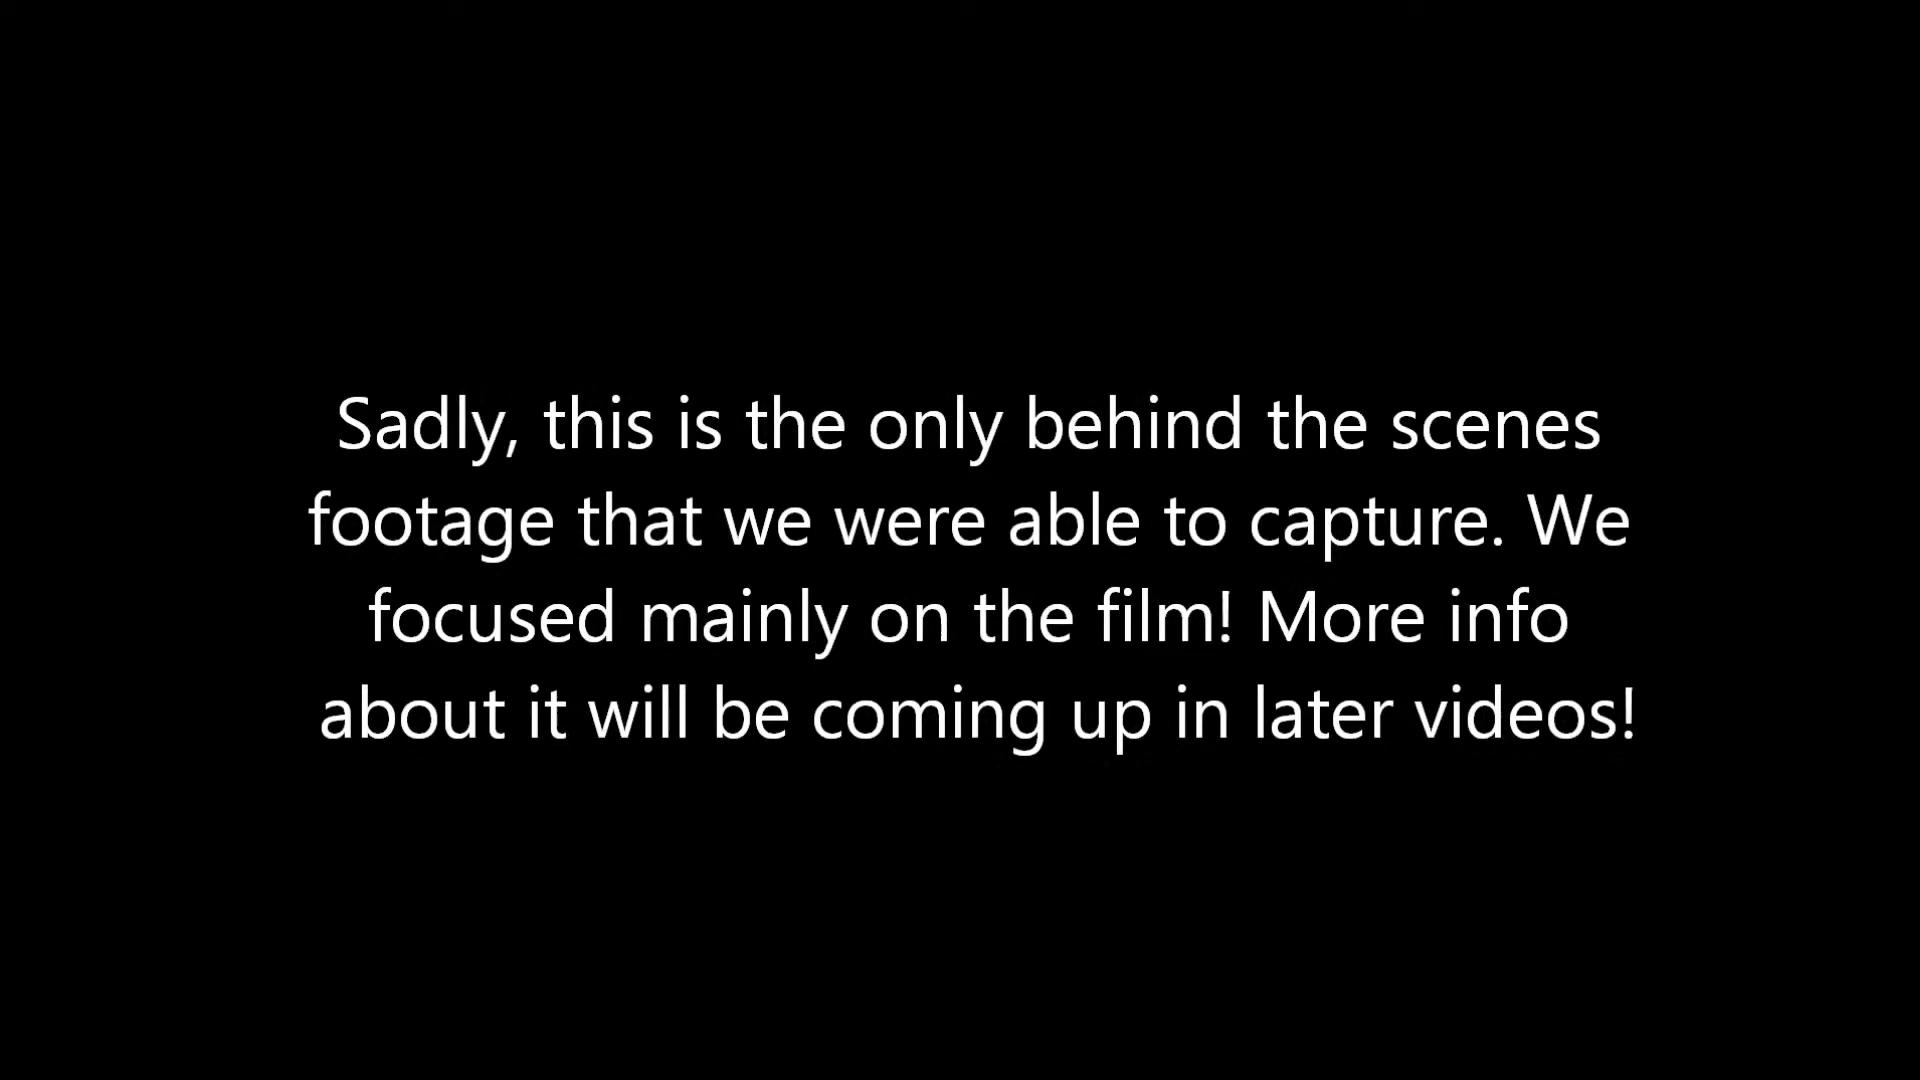 Sadly, this is the only behind the scenes
footage that we were able to capture. We
focused mainly on the film! More info
about it will be coming up in later videos!